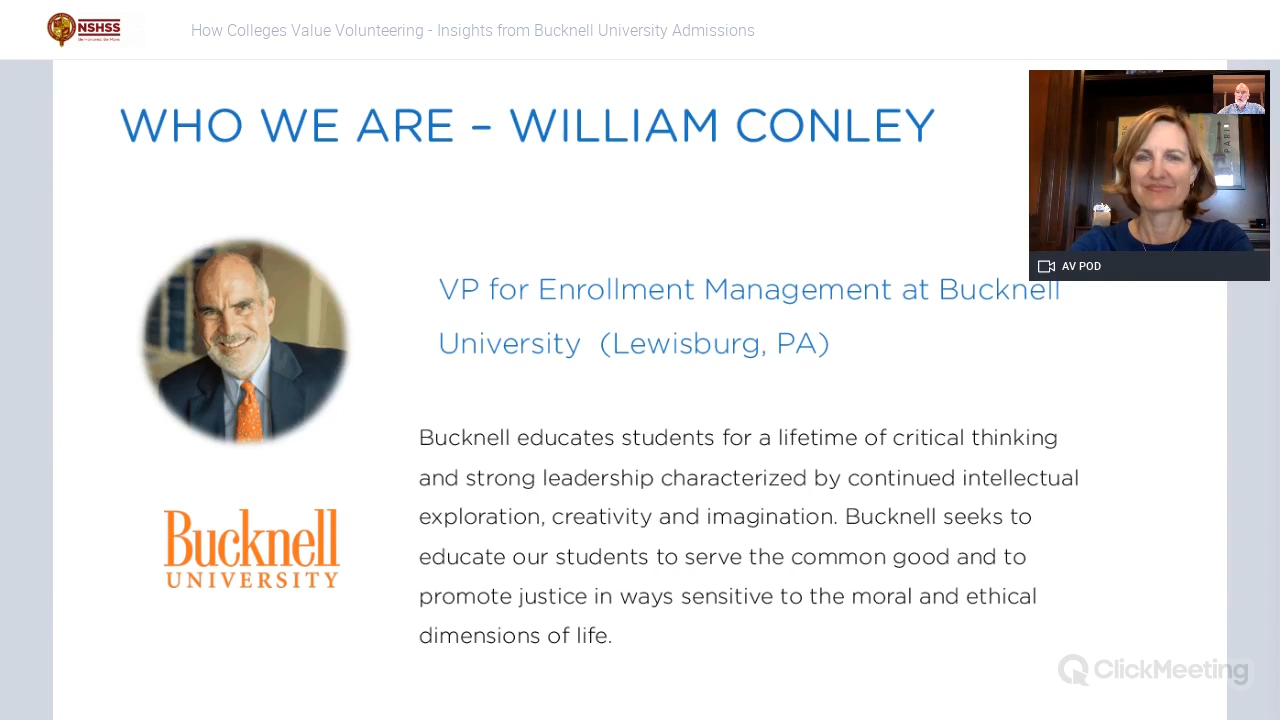 NSHSS
How Colleges Value Volunteering - Insights from Bucknell University Admissions
WHO WE ARE – WILLIAM CONLEY
PARI
AV POD
VP for Enrollment Management at Bucknell
University (Lewisburg, PA)
Bucknell educates students for a lifetime of critical thinking
and strong leadership characterized by continued intellectual
exploration, creativity and imagination. Bucknell seeks to
educate our students to serve the common good and to
promote justice in ways sensitive to the moral and ethical
dimensions of life.
Bucknell
UNIVERSITY
ClickMeeting